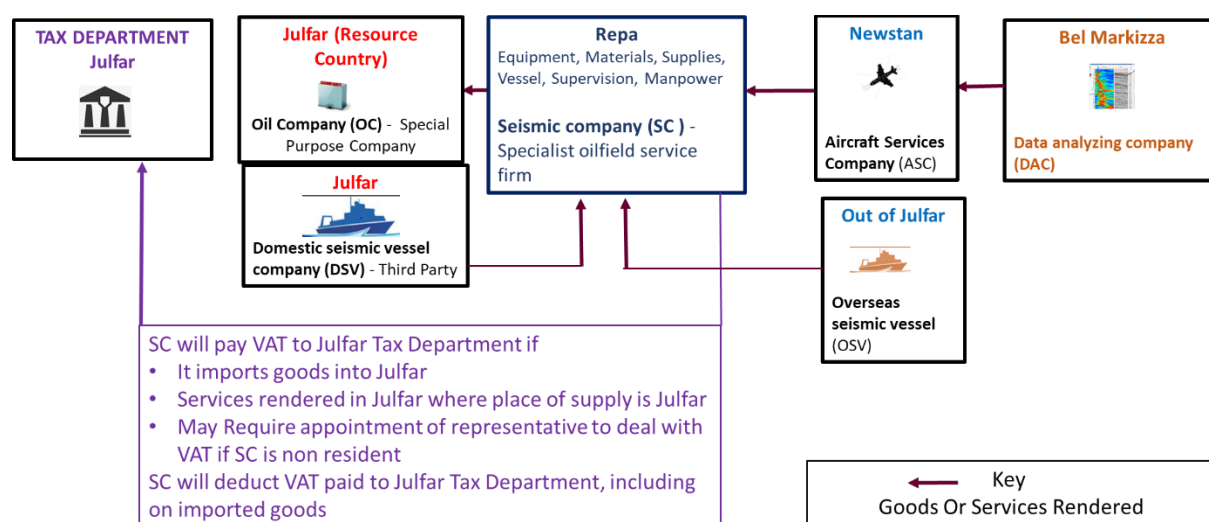 TAX DEPARTMENT
Julfar
Julfar (Resource
Country)
Oil Company (OC) - Special
Purpose Company
Julfar
Domestic seismic vessel
company (DSV) - Third Party
Repa
Equipment, Materials, Supplies,
Vessel, Supervision, Manpower
Seismic company (SC ) -
Specialist oilfield service
firm
Newstan
Aircraft Services
Company (ASC)
Bel Markizza
Data analyzing company
(DAC)
Out of Julfar
Overseas
seismic vessel
(OSV)
SC will pay VAT to Julfar Tax Department if
• It imports goods into Julfar
• Services rendered in Julfar where place of supply is Julfar
• May Require appointment of representative to deal with
VAT if SC is non resident
SC will deduct VAT paid to Julfar Tax Department, including
on imported goods
Key
Goods Or Services Rendered